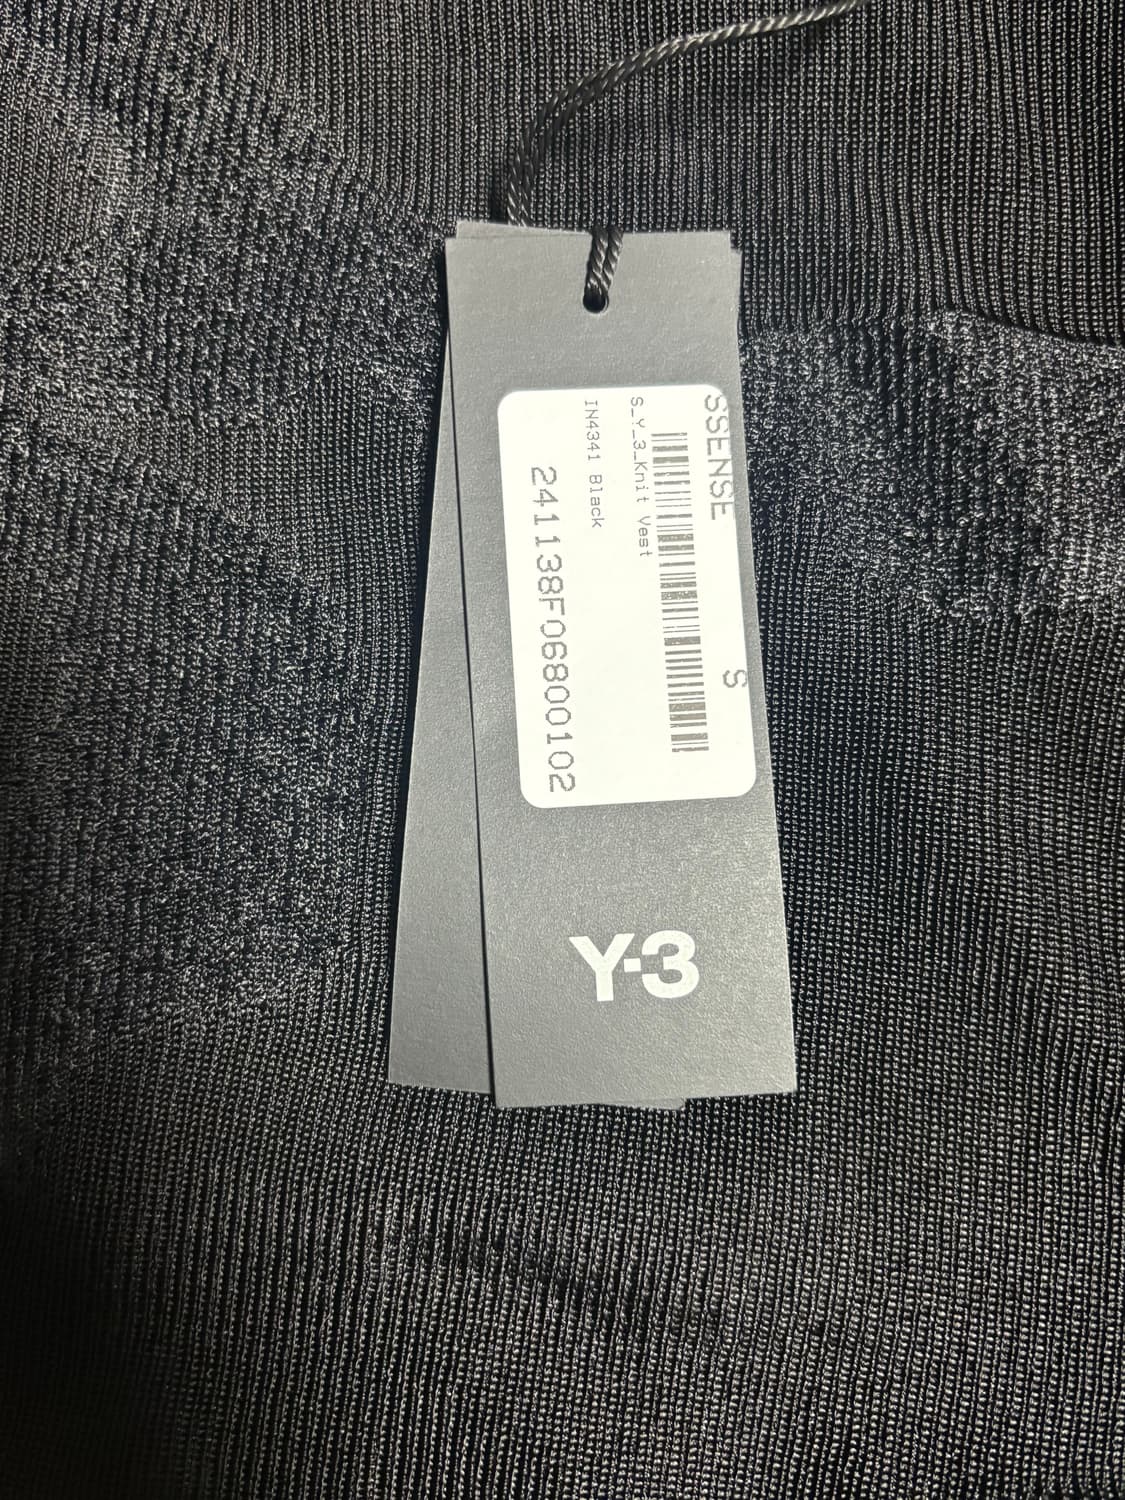 SSENSE S
S_Y_3_Knit Vest
IN4341 Black
241138F06800102
Y-3